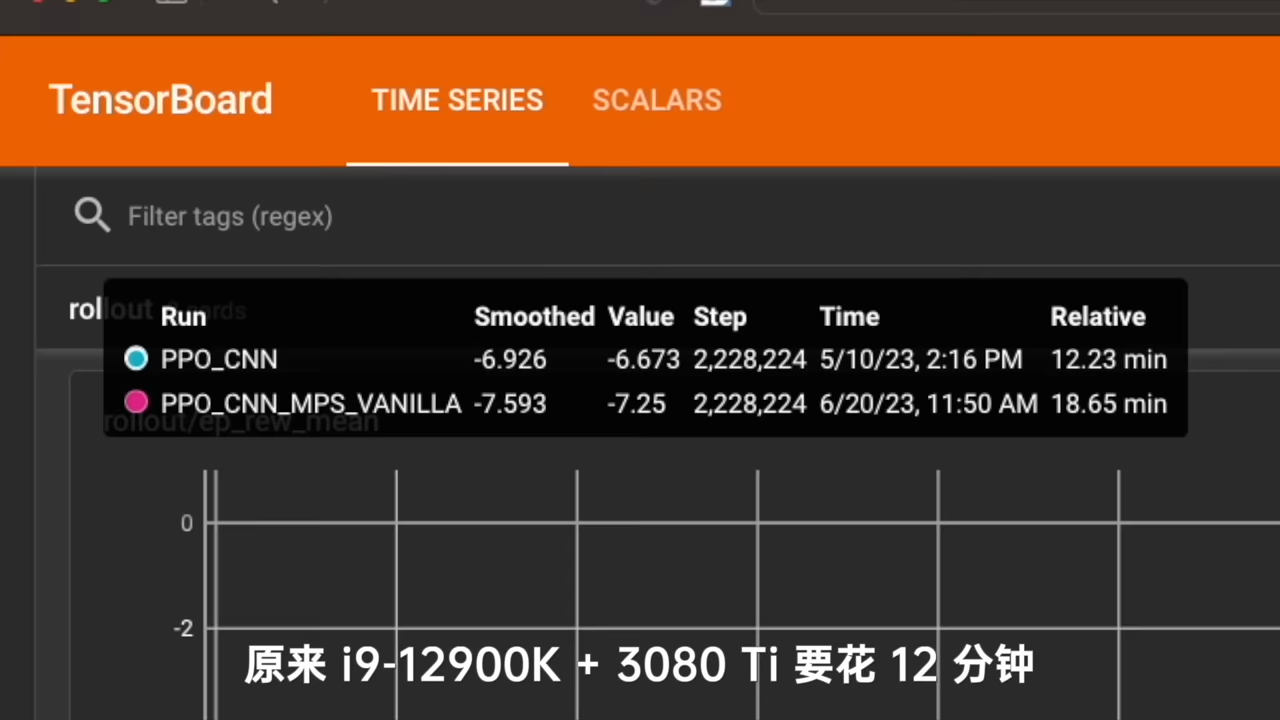 TensorBoard TIME SERIES SCALARS
Filter tags (regex)
rollout
Run Smoothed Value Step Time Relative
PPO_CNN -6.926 -6.673 2,228,224 5/10/23, 2:16 PM 12.23 min
PPO_CNN_MPS_VANILLA -7.593 -7.25 2,228,224 6/20/23, 11:50 AM 18.65 min
rollout/ep_rew_mean
0
-2
原来 i9-12900K + 3080 Ti 要花 12 分钟